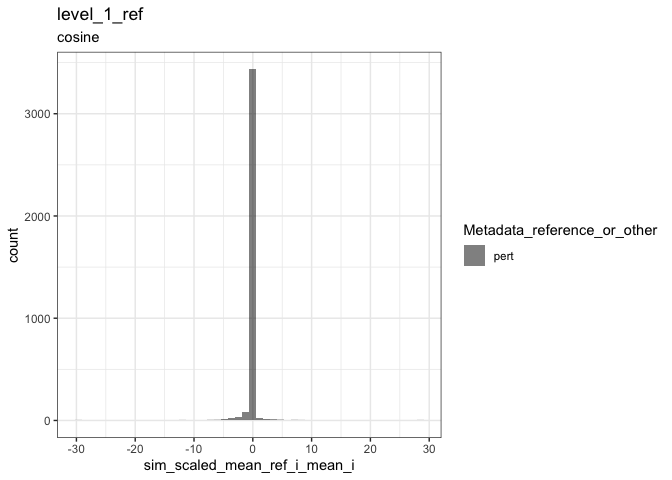 level_1_ref
cosine
3000
2000
1000
0
count
-30 -20 -10 0 10 20 30
sim_scaled_mean_ref_i_mean_i
Metadata_reference_or_other
pert